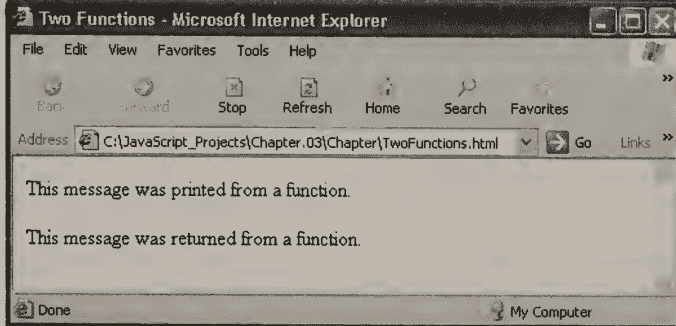 Two Functions - Microsoft Internet Explorer
File Edit View Favorites Tools Help
Back Forward Stop Refresh Home Search Favorites »
Address C:\JavaScript_Projects\Chapter.03\Chapter\TwoFunctions.html Go Links »
This message was printed from a function.
This message was returned from a function.
Done My Computer